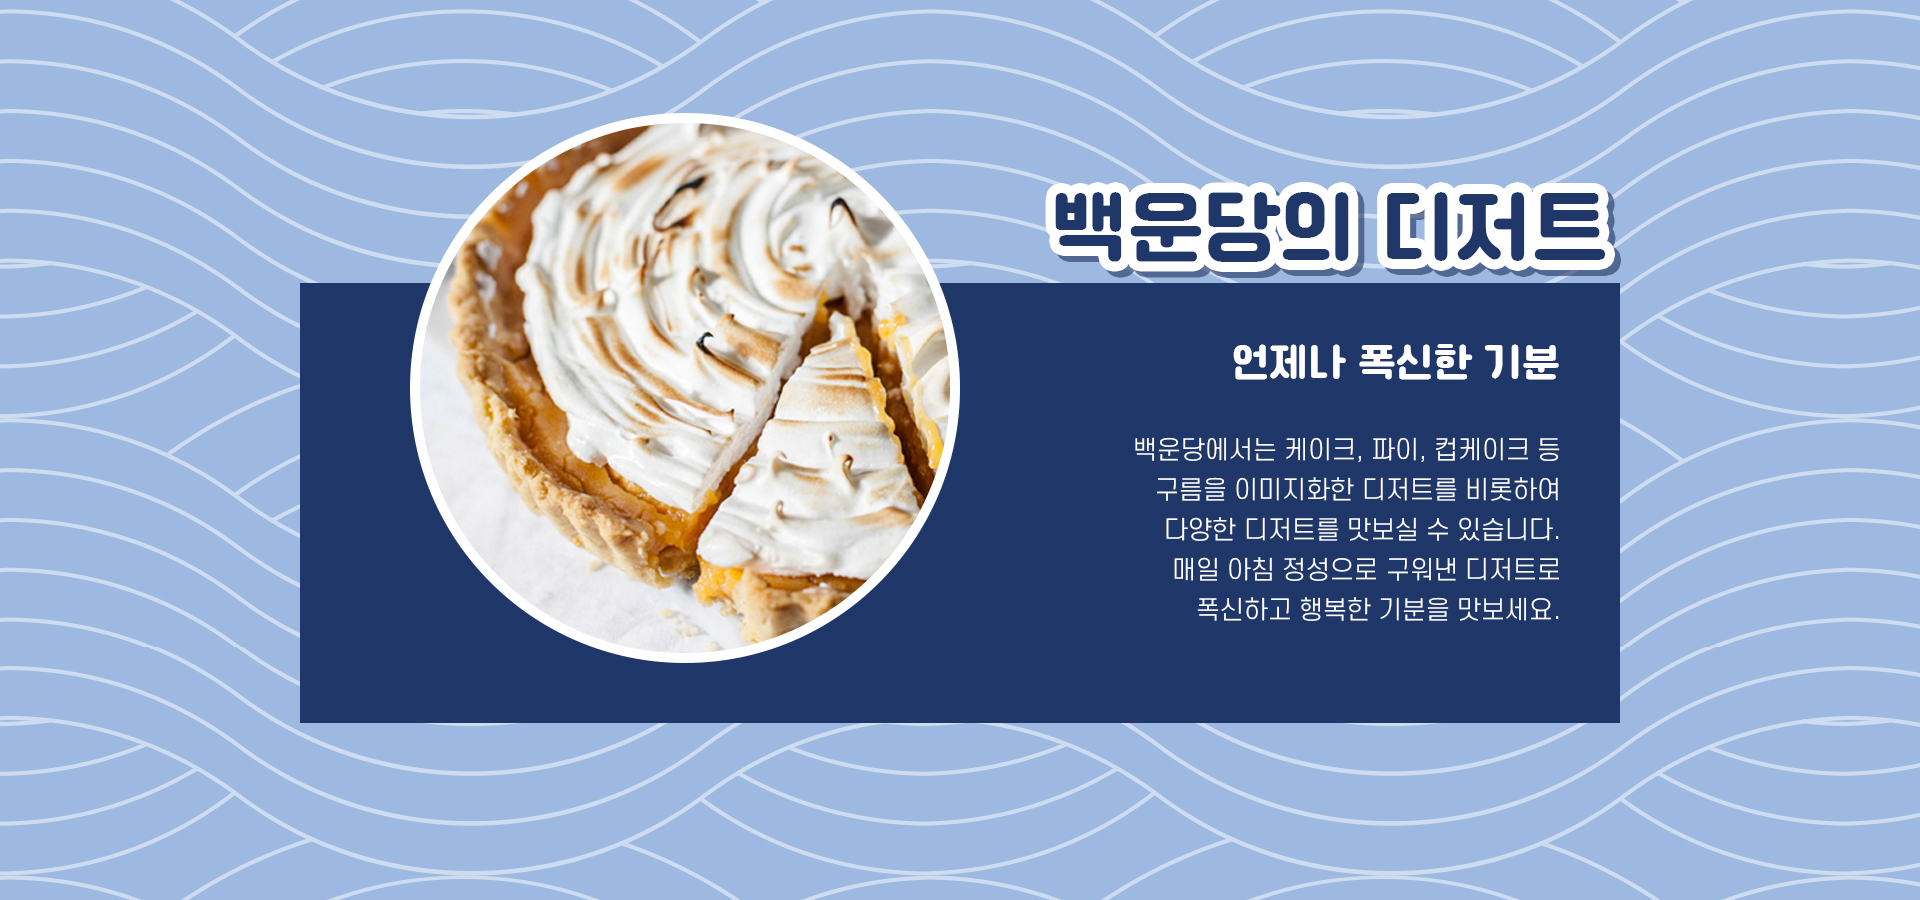 백운당의 디저트
언제나 폭신한 기분
백운당에서는 케이크, 파이, 컵케이크 등
구름을 이미지화한 디저트를 비롯하여
다양한 디저트를 맛보실 수 있습니다.
매일 아침 정성으로 구워낸 디저트로
폭신하고 행복한 기분을 맛보세요.